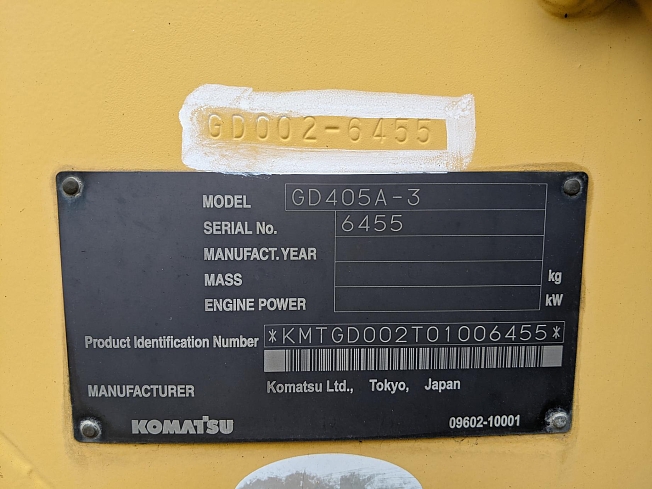 GD002-6455
MODEL GD405A-3
SERIAL No. 6455
MANUFACT. YEAR
MASS kg
ENGINE POWER kW
Product Identification Number *KMTGD002T01006455*
MANUFACTURER Komatsu Ltd., Tokyo, Japan
KOMATSU 09602-10001